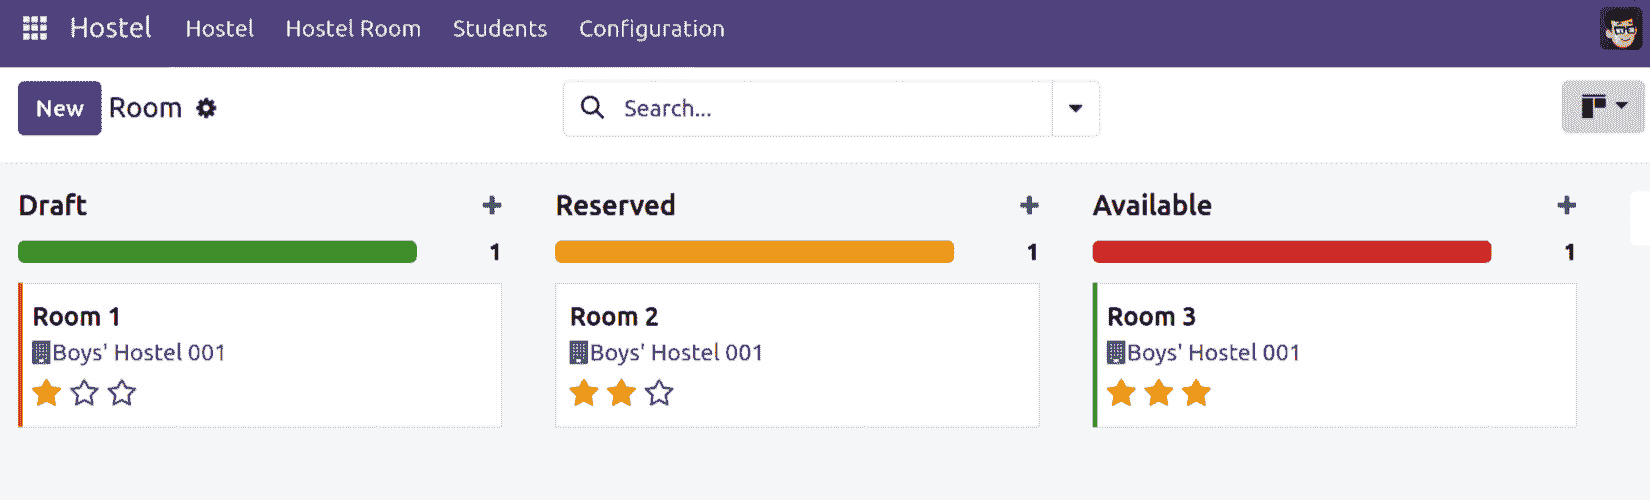 Hostel Hostel Hostel Room Students Configuration
New Room Search...
Draft + Reserved + Available +
1 1 1
Room 1 Room 2 Room 3
Boys' Hostel 001 Boys' Hostel 001 Boys' Hostel 001